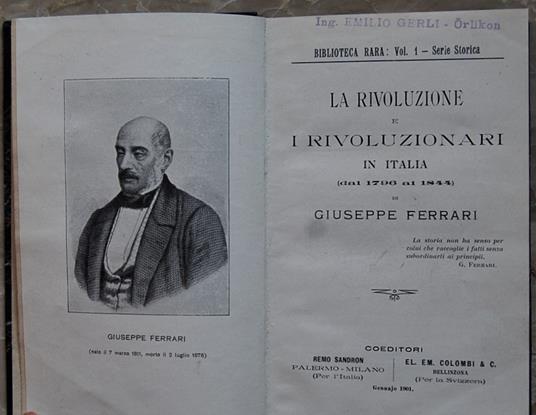 GIUSEPPE FERRARI
(nato il 7 marzo 1811, morto il 2 luglio 1876)
Ing. EMILIO GERLI - Örlikon
BIBLIOTECA RARA: Vol. 1 — Serie Storica
LA RIVOLUZIONE
E
I RIVOLUZIONARI
IN ITALIA
(dal 1796 al 1844)
DI
GIUSEPPE FERRARI
La storia non ha senso per
colui che raccoglie i fatti senza
subordinarli ai principii.
G. FERRARI.
COEDITORI
REMO SANDRON
PALERMO-MILANO
(Per l'Italia)
EL. EM. COLOMBI & C.
BELLINZONA
(Per la Svizzera)
Gennaio 1901.